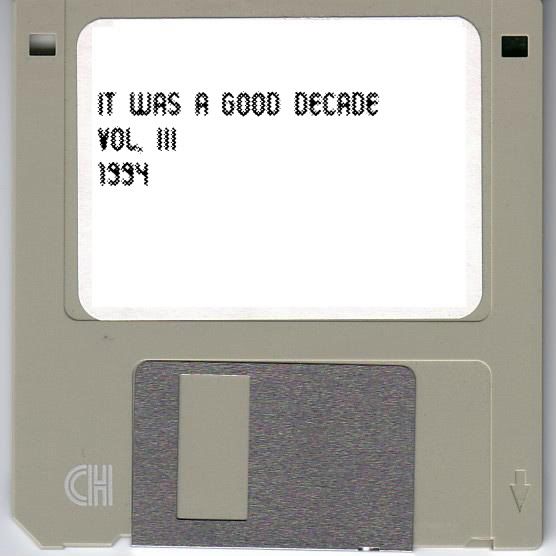 IT WAS A GOOD DECADE
VOL. III
1994
CH